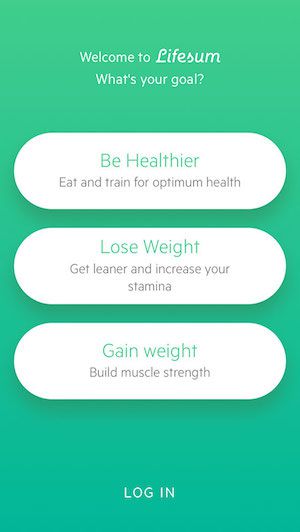 Welcome to Lifesum
What's your goal?
Be Healthier
Eat and train for optimum health
Lose Weight
Get leaner and increase your
stamina
Gain weight
Build muscle strength
LOG IN